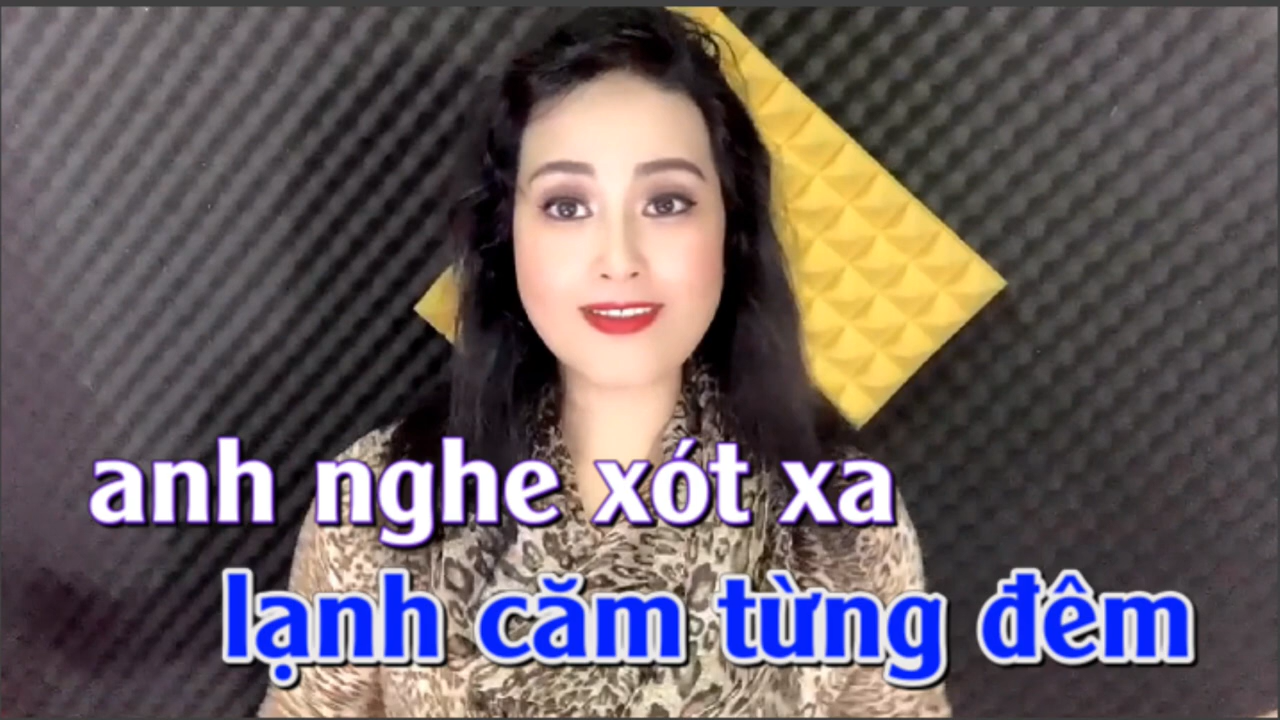 anh nghe xót xa
lạnh căm từng đêm